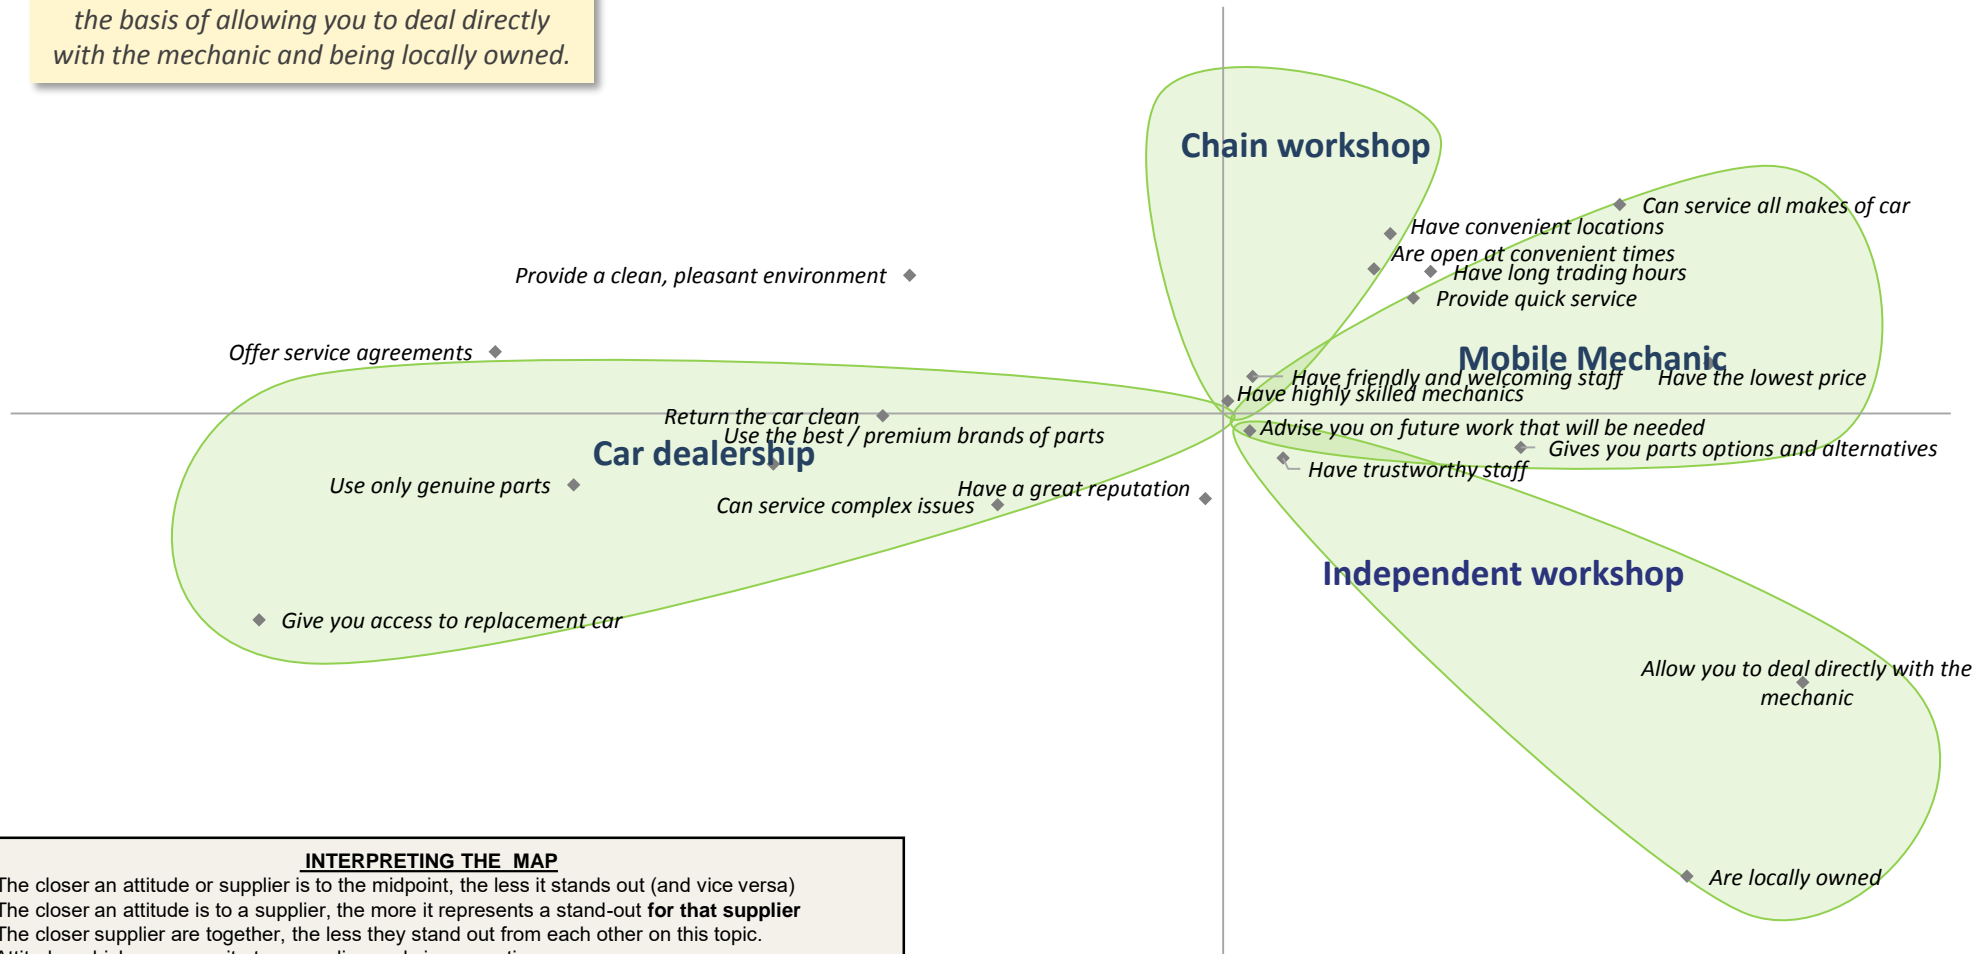 the basis of allowing you to deal directly
with the mechanic and being locally owned.
Chain workshop
Can service all makes of car
Have convenient locations
Are open at convenient times
Have long trading hours
Provide a clean, pleasant environment
Provide quick service
Offer service agreements
Mobile Mechanic
Have friendly and welcoming staff
Have the lowest price
Have highly skilled mechanics
Return the car clean
Use the best / premium brands of parts
Advise you on future work that will be needed
Car dealership
Gives you parts options and alternatives
Have trustworthy staff
Use only genuine parts
Have a great reputation
Can service complex issues
Independent workshop
Give you access to replacement car
Allow you to deal directly with the
mechanic
Are locally owned
INTERPRETING THE MAP
The closer an attitude or supplier is to the midpoint, the less it stands out (and vice versa)
The closer an attitude is to a supplier, the more it represents a stand-out for that supplier
The closer supplier are together, the less they stand out from each other on this topic.